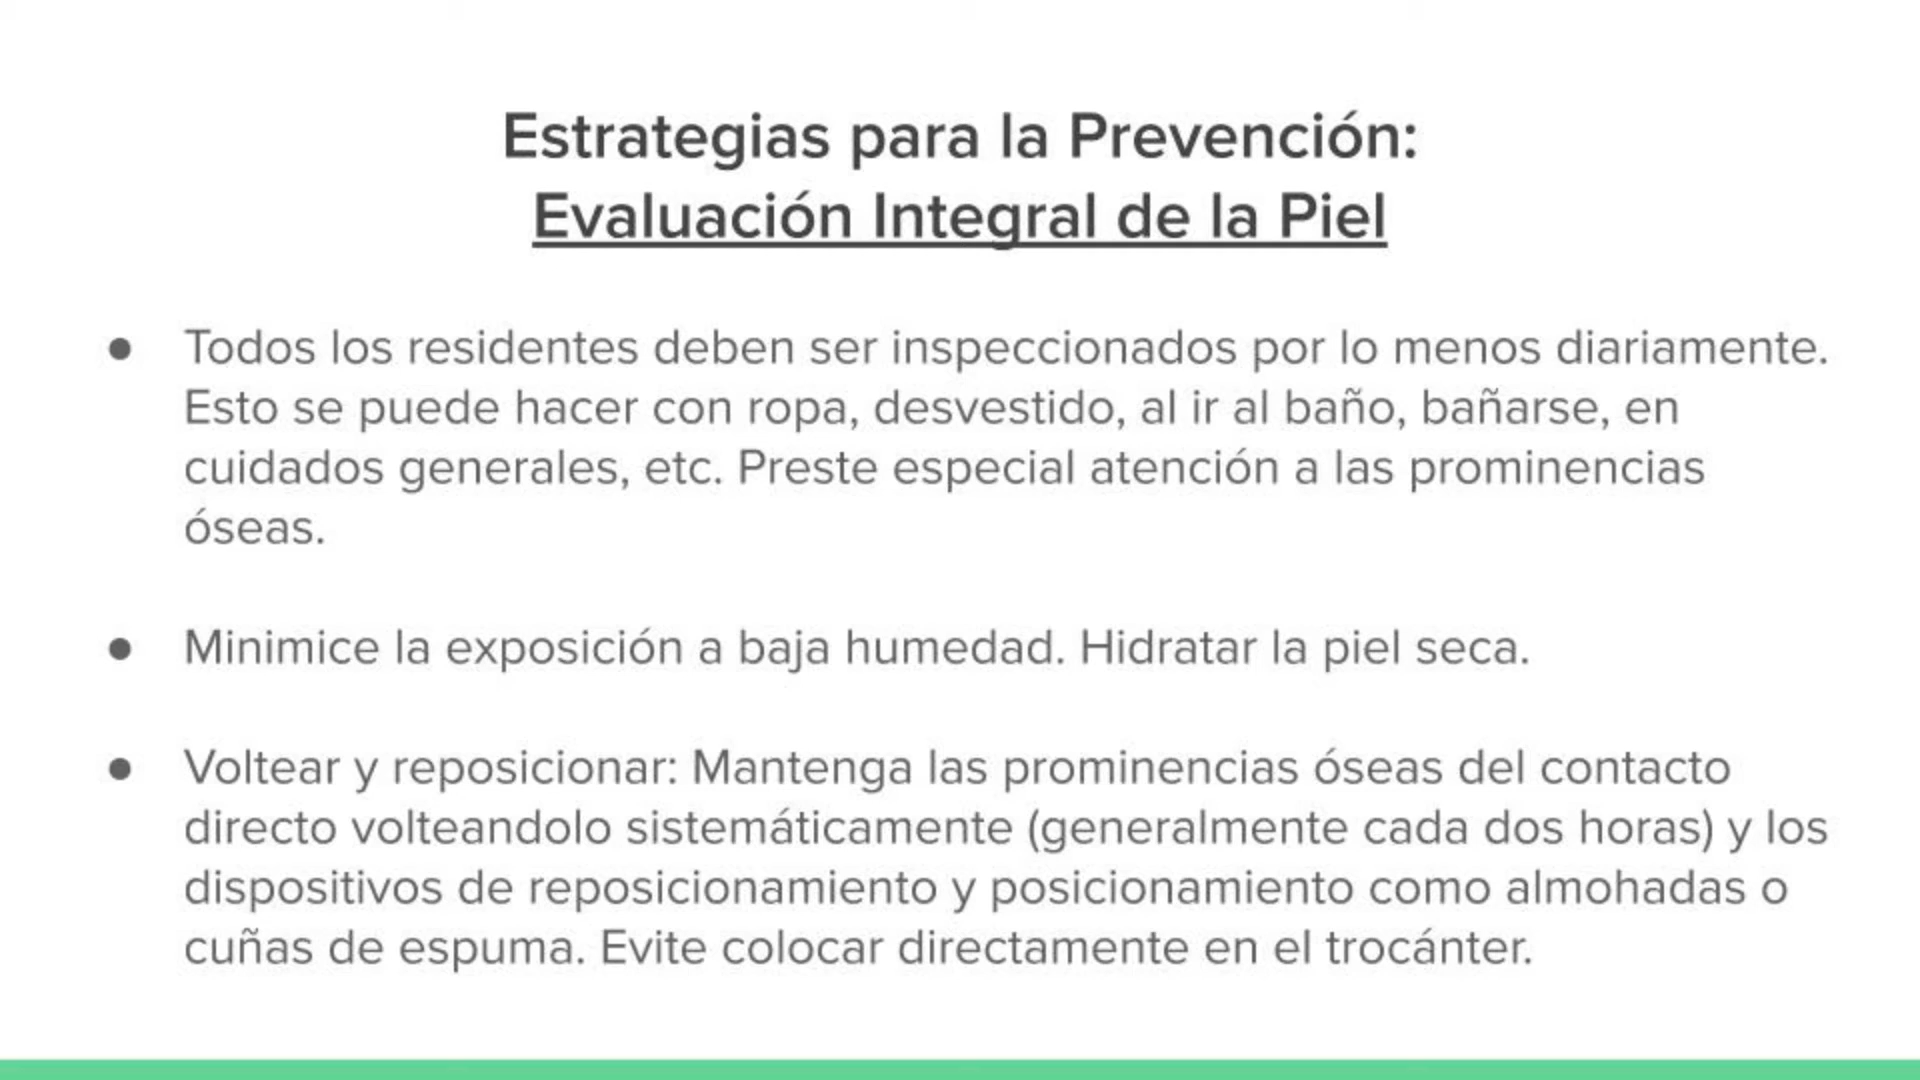 Estrategias para la Prevención:
Evaluación Integral de la Piel
● Todos los residentes deben ser inspeccionados por lo menos diariamente.
Esto se puede hacer con ropa, desvestido, al ir al baño, bañarse, en
cuidados generales, etc. Preste especial atención a las prominencias
óseas.
● Minimice la exposición a baja humedad. Hidratar la piel seca.
● Voltear y reposicionar: Mantenga las prominencias óseas del contacto
directo volteandolo sistemáticamente (generalmente cada dos horas) y los
dispositivos de reposicionamiento y posicionamiento como almohadas o
cuñas de espuma. Evite colocar directamente en el trocánter.